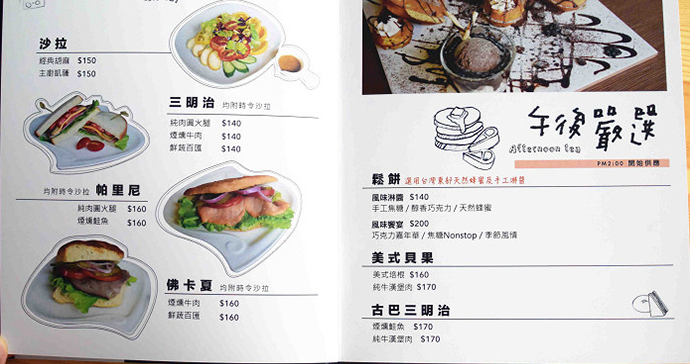 沙拉
經典胡麻 $150
主廚凱薩 $150
三明治 均附時令沙拉
純肉圓火腿 $140
煙燻牛肉 $140
鮮蔬百匯 $140
均附時令沙拉 帕里尼
純肉圓火腿 $160
煙燻鮭魚 $160
佛卡夏 均附時令沙拉
煙燻牛肉 $160
鮮蔬百匯 $160
午後嚴選
Afternoon tea
PM2:00 開始供應
鬆餅 選用台灣東部天然蜂蜜及手工淋醬
風味淋醬 $140
手工焦糖 / 醇香巧克力 / 天然蜂蜜
風味饗宴 $200
巧克力嘉年華 / 焦糖Nonstop / 季節風情
美式貝果
美式培根 $160
純牛漢堡肉 $170
古巴三明治
煙燻鮭魚 $170
純牛漢堡肉 $170